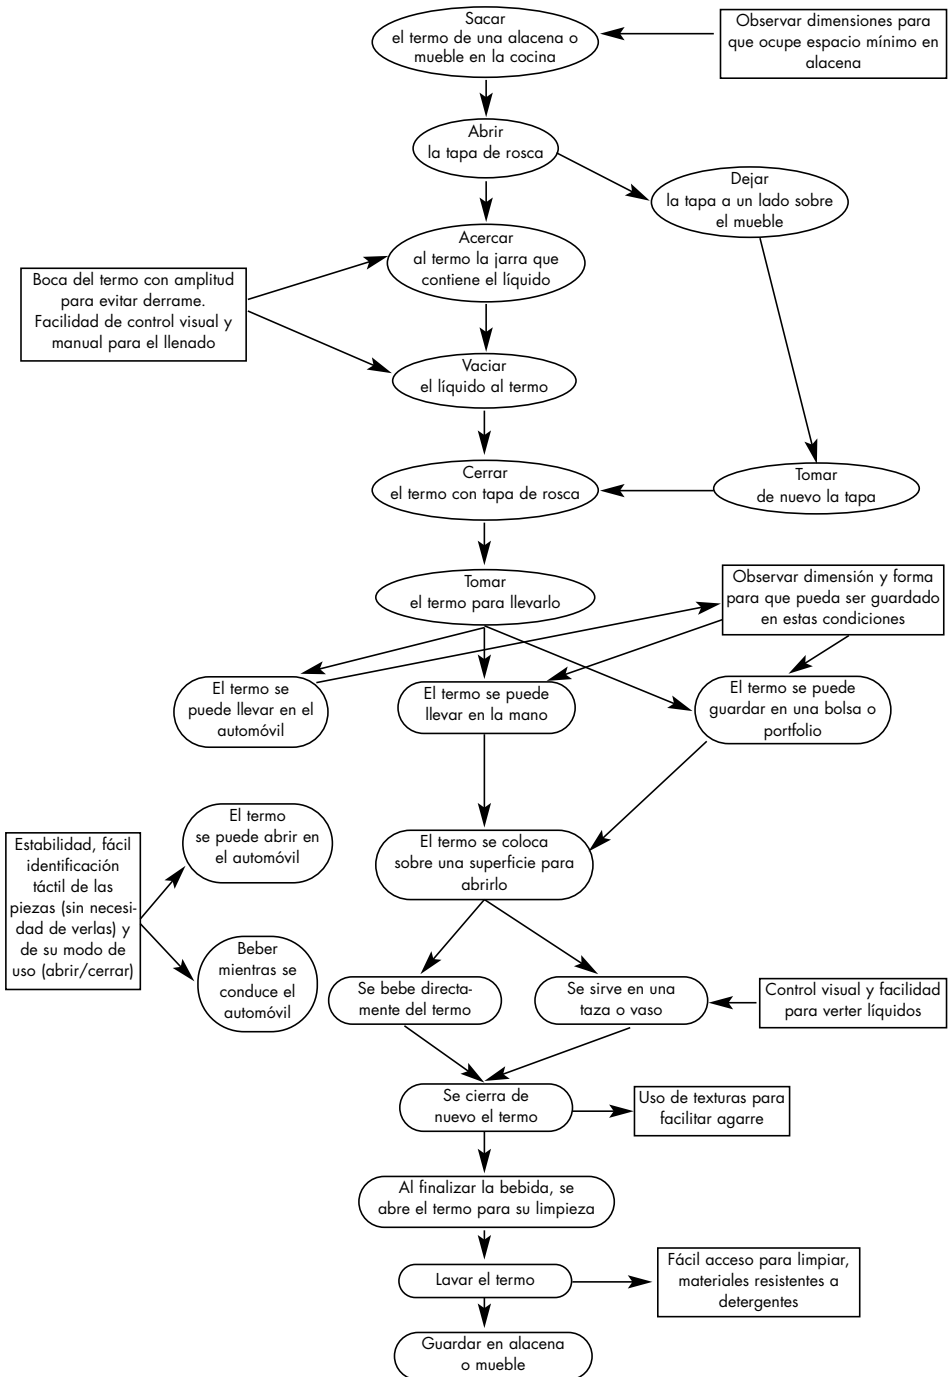 Sacar
el termo de una alacena o
mueble en la cocina
Observar dimensiones para
que ocupe espacio mínimo en
alacena
Abrir
la tapa de rosca
Dejar
la tapa a un lado sobre
el mueble
Acercar
al termo la jarra que
contiene el líquido
Boca del termo con amplitud
para evitar derrame.
Facilidad de control visual y
manual para el llenado
Vaciar
el líquido al termo
Cerrar
el termo con tapa de rosca
Tomar
de nuevo la tapa
Tomar
el termo para llevarlo
Observar dimensión y forma
para que pueda ser guardado
en estas condiciones
El termo se
puede llevar en el
automóvil
El termo se puede
llevar en la mano
El termo se puede
guardar en una bolsa o
portfolio
El termo
se puede abrir en
el automóvil
Estabilidad, fácil
identificación
táctil de las
piezas (sin necesi-
dad de verlas) y
de su modo de
uso (abrir/cerrar)
El termo se coloca
sobre una superficie para
abrirlo
Beber
mientras se
conduce el
automóvil
Se bebe directa-
mente del termo
Se sirve en una
taza o vaso
Control visual y facilidad
para verter líquidos
Se cierra de
nuevo el termo
Uso de texturas para
facilitar agarre
Al finalizar la bebida, se
abre el termo para su limpieza
Lavar el termo
Fácil acceso para limpiar,
materiales resistentes a
detergentes
Guardar en alacena
o mueble